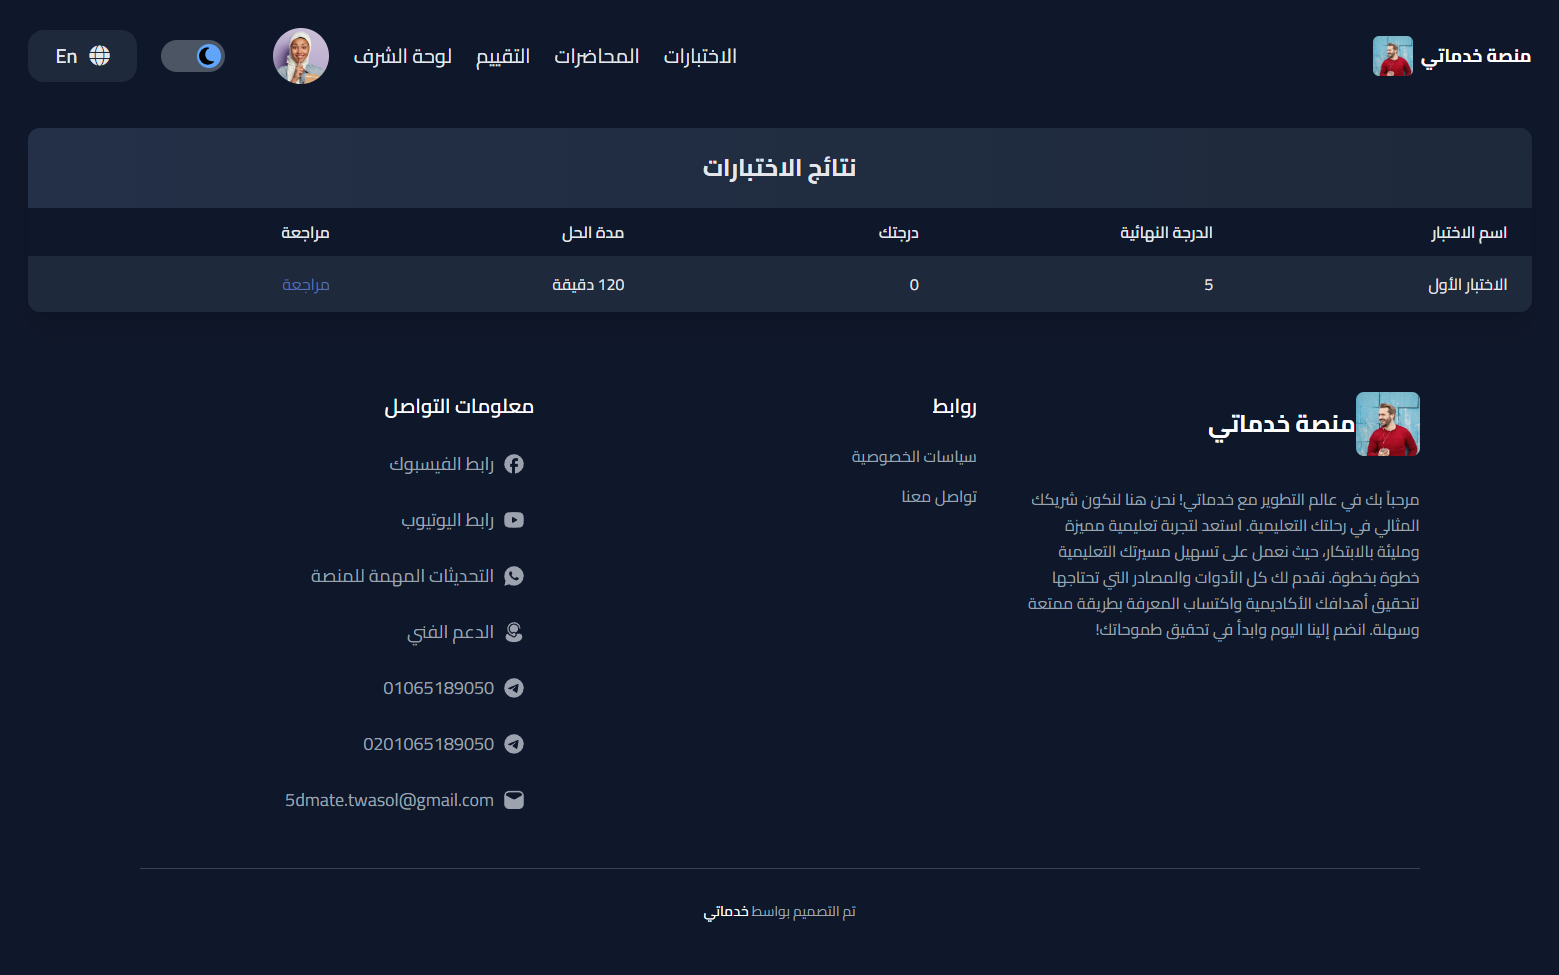 منصة خدماتي
الاختبارات
المحاضرات
التقييم
لوحة الشرف
En
نتائج الاختبارات
اسم الاختبار الدرجة النهائية درجتك مدة الحل مراجعة
الاختبار الأول 5 0 120 دقيقة مراجعة
منصة خدماتي
مرحباً بك في عالم التطوير مع خدماتي! نحن هنا لنكون شريكك
المثالي في رحلتك التعليمية. استعد لتجربة تعليمية مميزة
ومليئة بالابتكار، حيث نعمل على تسهيل مسيرتك التعليمية
خطوة بخطوة. نقدم لك كل الأدوات والمصادر التي تحتاجها
لتحقيق أهدافك الأكاديمية واكتساب المعرفة بطريقة ممتعة
وسهلة. انضم إلينا اليوم وابدأ في تحقيق طموحاتك!
روابط
سياسات الخصوصية
تواصل معنا
معلومات التواصل
رابط الفيسبوك
رابط اليوتيوب
التحديثات المهمة للمنصة
الدعم الفني
01065189050
0201065189050
5dmate.twasol@gmail.com
تم التصميم بواسط خدماتي